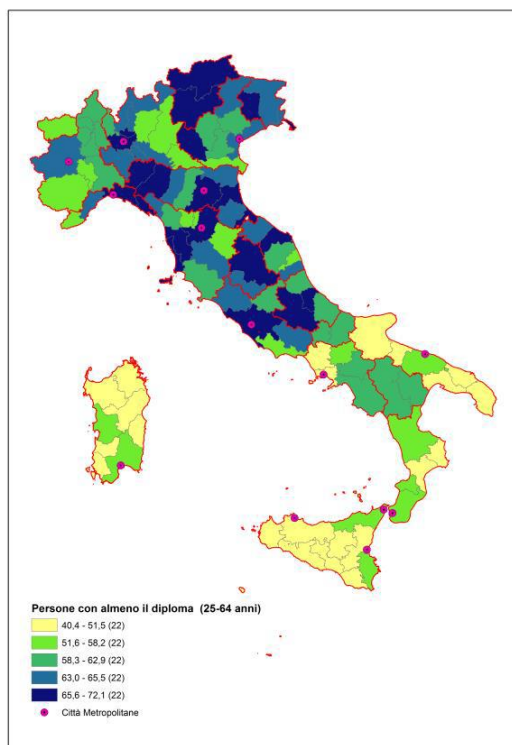 Persone con almeno il diploma (25-64 anni)
40,4 - 51,5 (22)
51,6 - 58,2 (22)
58,3 - 62,9 (22)
63,0 - 65,5 (22)
65,6 - 72,1 (22)
Città Metropolitane